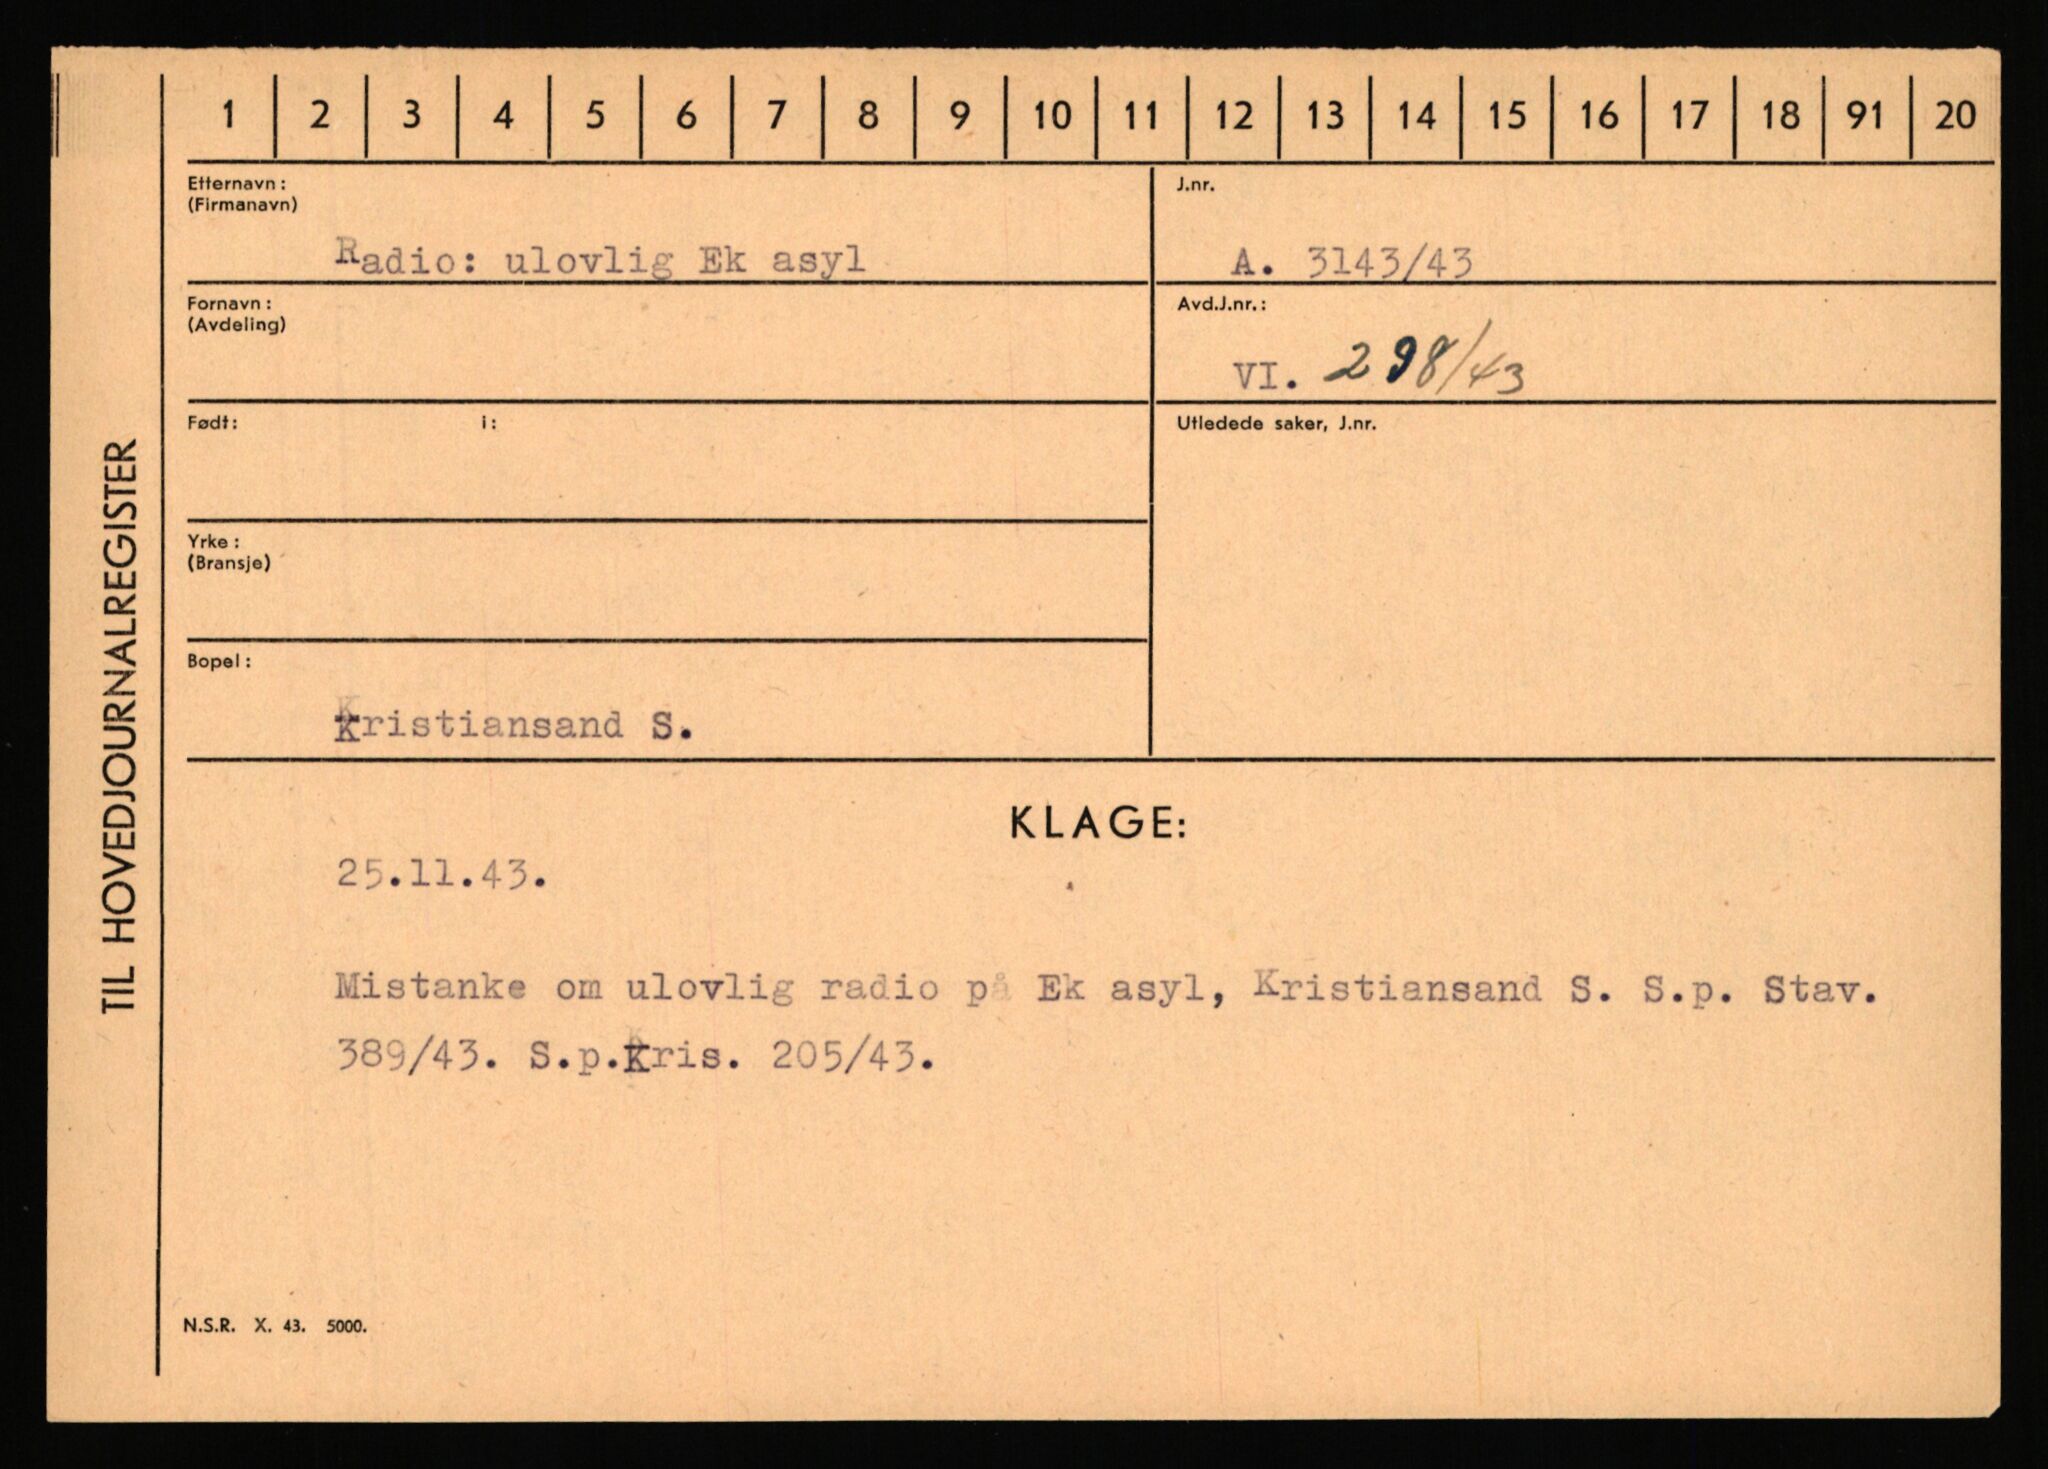 1 2 3 4 5 6 7 8 9 10 11 12 13 14 15 16 17 18 91 20
TIL HOVEDJOURNALREGISTER
Etternavn:
(Firmanavn)
Radio: ulovlig Ek asyl
J.nr.
A. 3143/43
Fornavn:
(Avdeling)
Avd.J.nr.:
VI. 298/43
Født: i:
Utledede saker, J.nr.
Yrke:
(Bransje)
Bopel:
Kristiansand S.
KLAGE:
25.11.43.
Mistanke om ulovlig radio på Ek asyl, Kristiansand S. S.p. Stav.
389/43. S.p.Kris. 205/43.
N.S.R. X. 43. 5000.